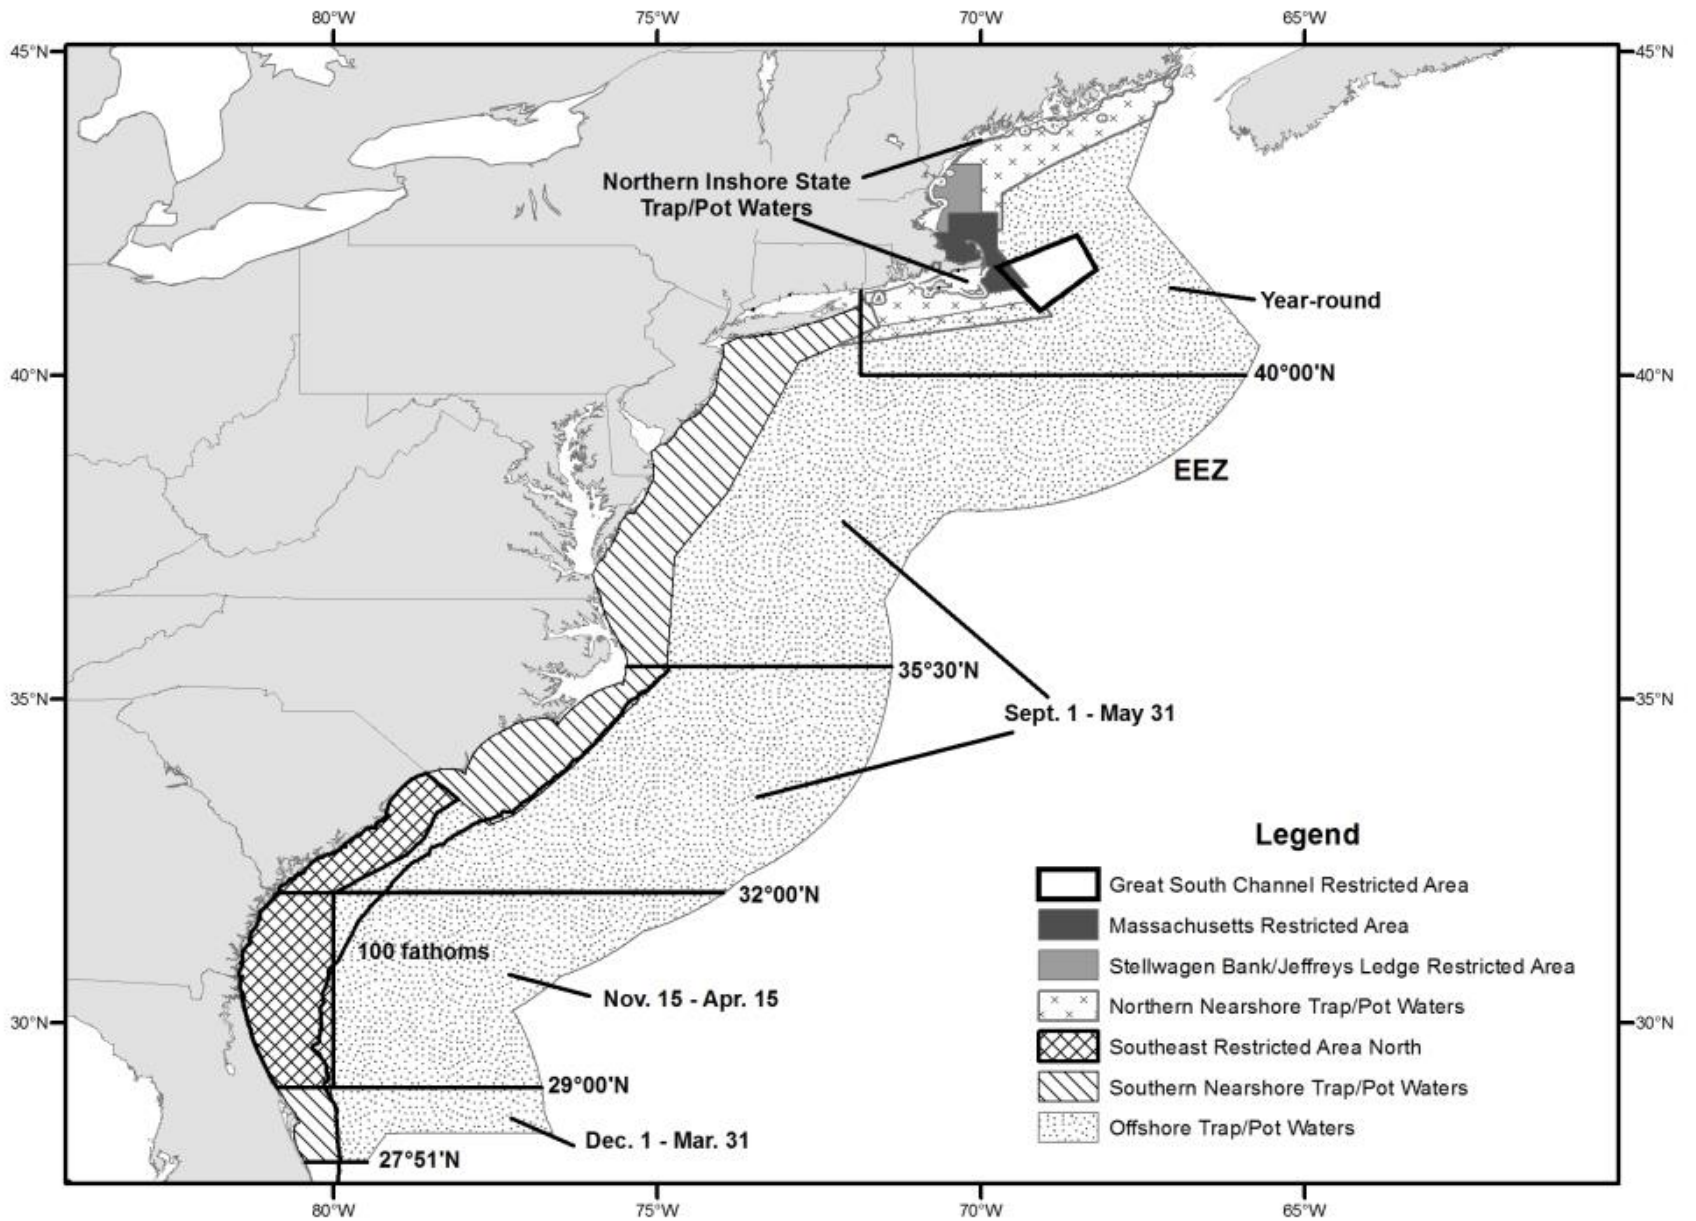 80°W 75°W 70°W 65°W
45°N 45°N
Northern Inshore State
Trap/Pot Waters
Year-round
40°N 40°00'N 40°N
EEZ
35°30'N
35°N 35°N
Sept. 1 - May 31
Legend
Great South Channel Restricted Area
32°00'N
Massachusetts Restricted Area
100 fathoms
Stellwagen Bank/Jeffreys Ledge Restricted Area
Nov. 15 - Apr. 15
Northern Nearshore Trap/Pot Waters
30°N 30°N
Southeast Restricted Area North
29°00'N
Southern Nearshore Trap/Pot Waters
Offshore Trap/Pot Waters
Dec. 1 - Mar. 31
27°51'N
80°W 75°W 70°W 65°W